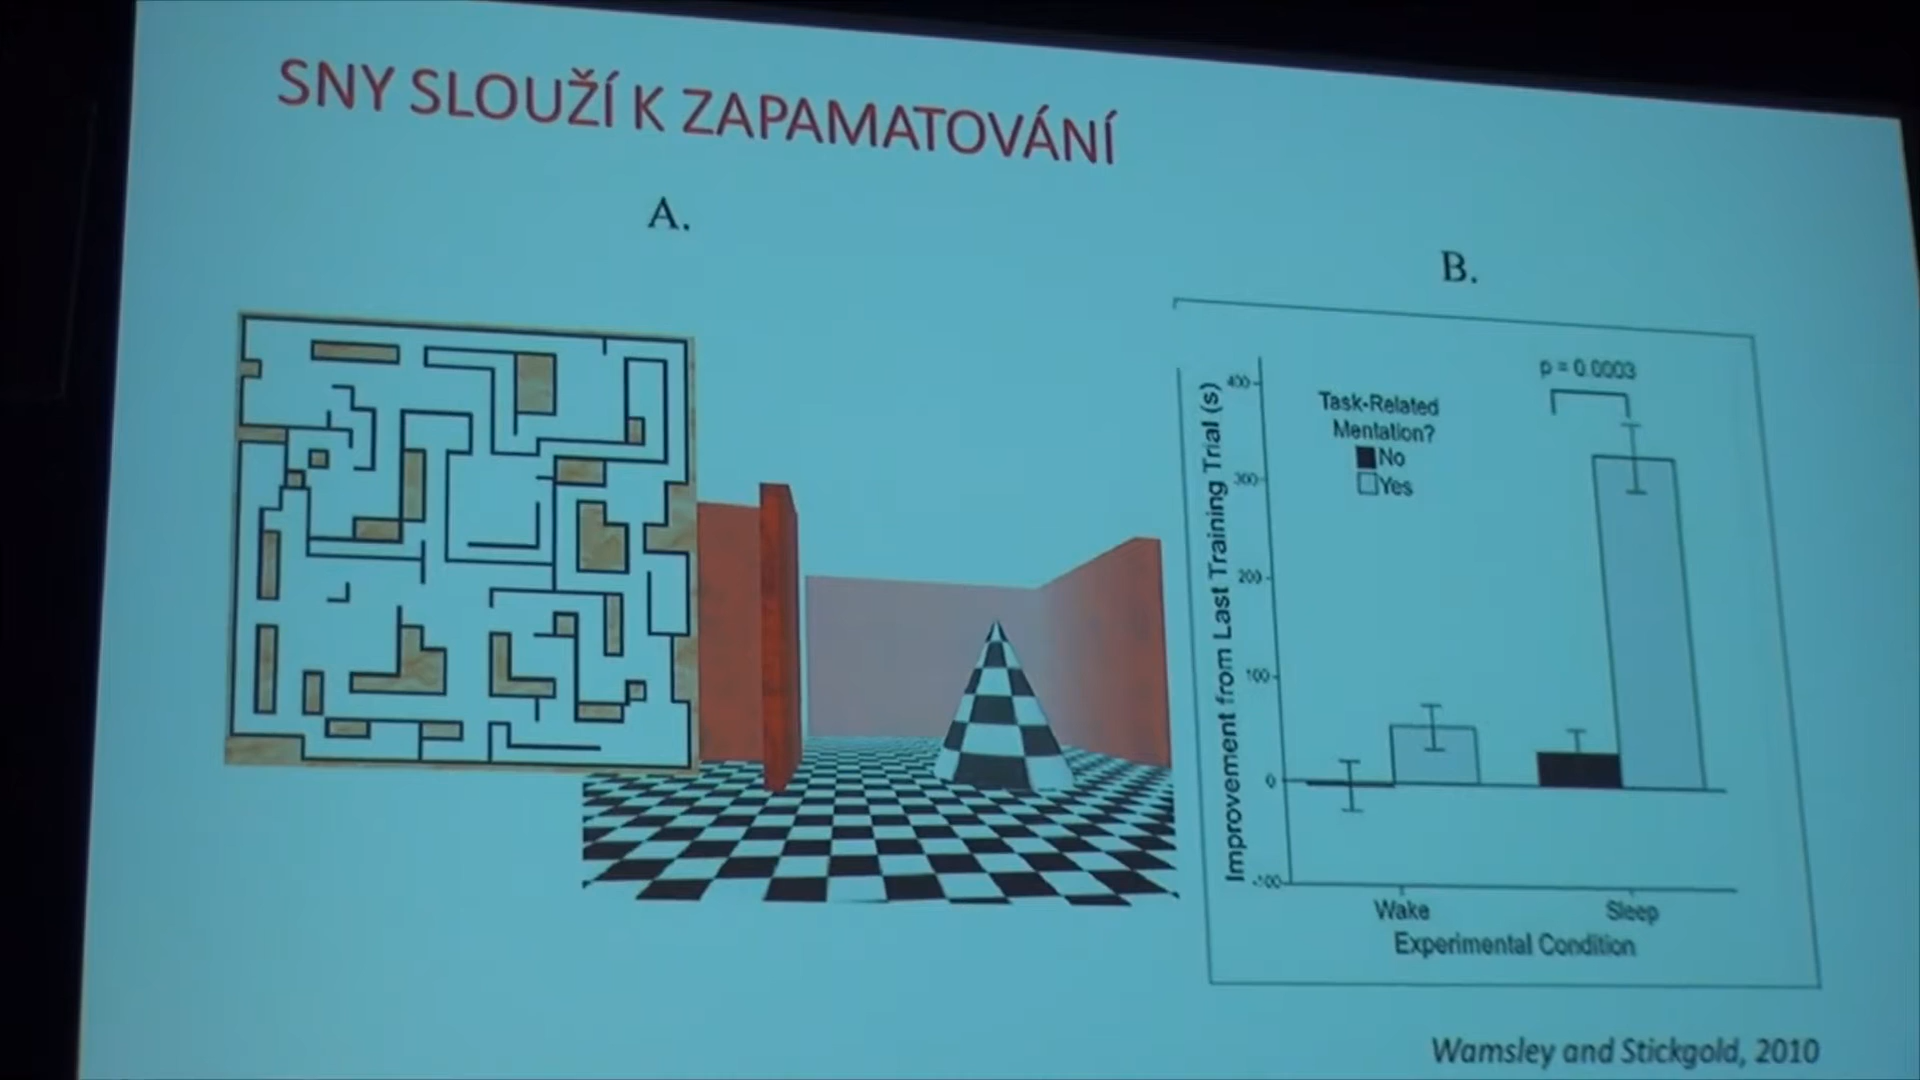 SNY SLOUŽÍ K ZAPAMATOVÁNÍ
A.
B.
p = 0.0003
Task-Related
Mentation?
No
Yes
Improvement from Last Training Trial (s)
400
300
200
100
0
-100
Wake
Sleep
Experimental Condition
Wamsley and Stickgold, 2010